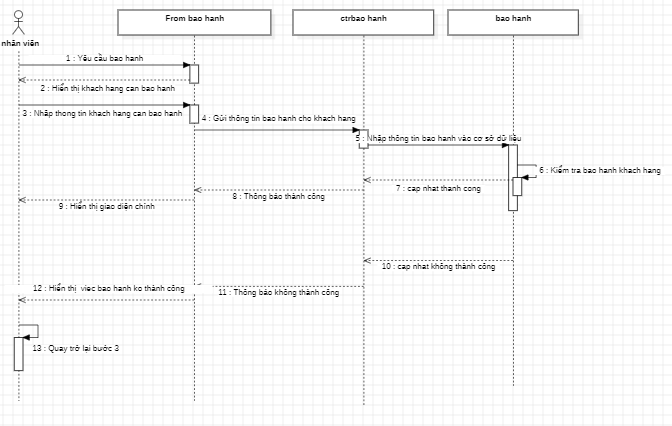 From bao hanh
ctrbao hanh
bao hanh
nhân viên
1 : Yêu cầu bao hanh
2 : Hiển thị khach hang can bao hanh
3 : Nhập thong tin khach hang can bao hanh
4 : Gửi thông tin bao hanh cho khach hang
5 : Nhập thông tin bao hanh vào cơ sở dữ liệu
6 : Kiểm tra bao hanh khach hang
7 : cap nhat thanh cong
8 : Thông báo thành công
9 : Hiển thị giao diện chính
10 : cap nhat không thành công
11 : Thông báo không thành công
12 : Hiển thị viec bao hanh ko thành công
13 : Quay trở lại bước 3